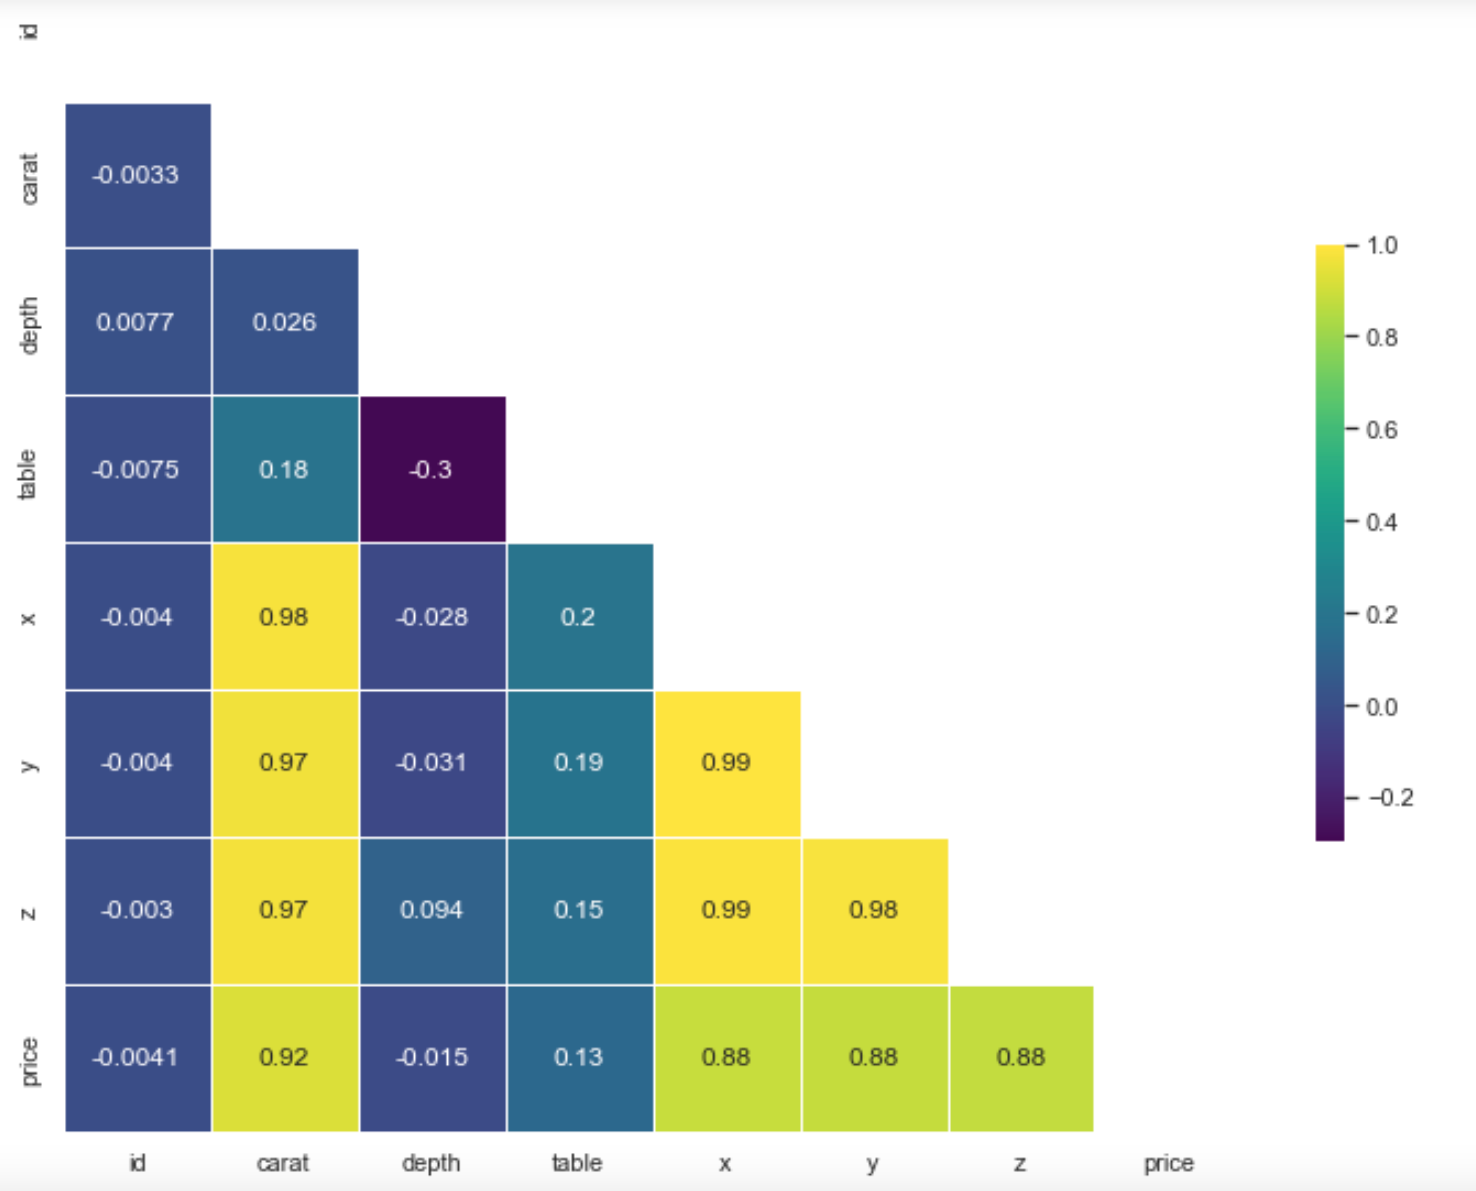 id
carat -0.0033
depth 0.0077 0.026
table -0.0075 0.18 -0.3
x -0.004 0.98 -0.028 0.2
y -0.004 0.97 -0.031 0.19 0.99
z -0.003 0.97 0.094 0.15 0.99 0.98
price -0.0041 0.92 -0.015 0.13 0.88 0.88 0.88
id carat depth table x y z price
1.0
0.8
0.6
0.4
0.2
0.0
−0.2